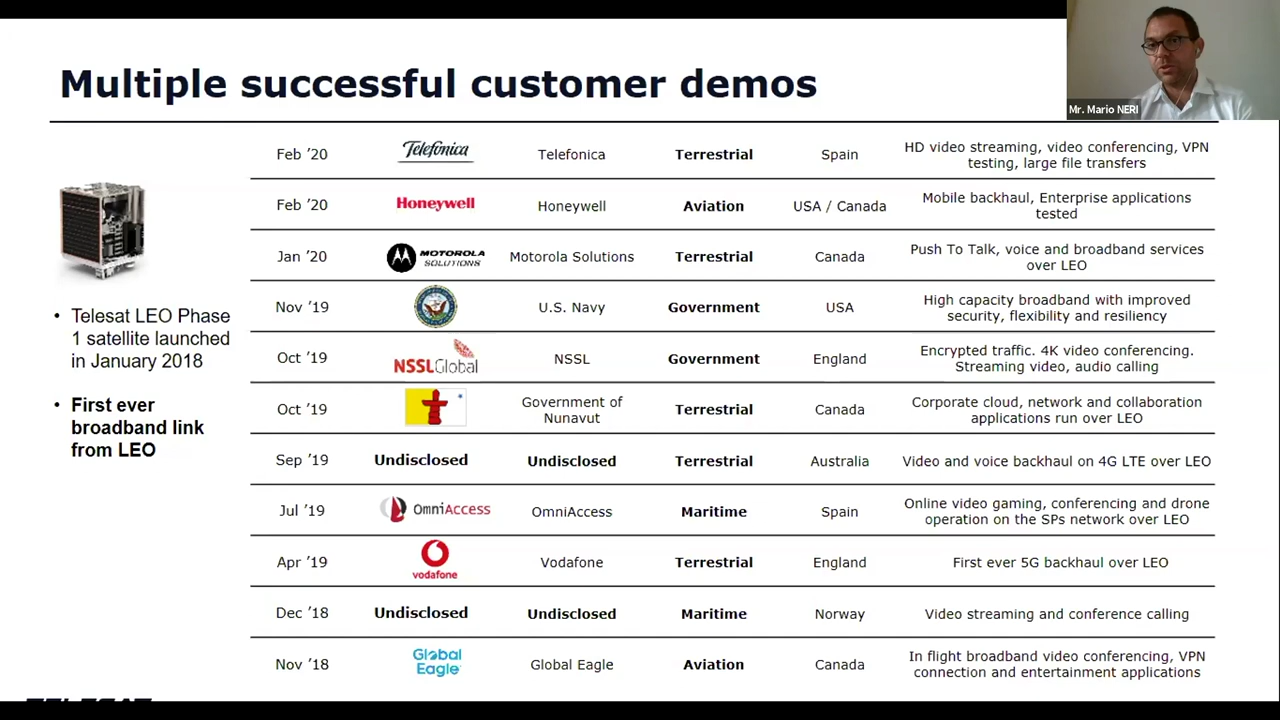 Multiple successful customer demos
Mr. Mario NERI
Telesat LEO Phase
1 satellite launched
in January 2018
First ever
broadband link
from LEO
Feb ’20 Telefonica Telefonica Terrestrial Spain HD video streaming, video conferencing, VPN
testing, large file transfers
Feb ’20 Honeywell Honeywell Aviation USA / Canada Mobile backhaul, Enterprise applications
tested
Jan ’20 MOTOROLA SOLUTIONS Motorola Solutions Terrestrial Canada Push To Talk, voice and broadband services
over LEO
Nov ’19 U.S. Navy Government USA High capacity broadband with improved
security, flexibility and resiliency
Oct ’19 NSSLGlobal NSSL Government England Encrypted traffic. 4K video conferencing.
Streaming video, audio calling
Oct ’19 Government of Nunavut Terrestrial Canada Corporate cloud, network and collaboration
applications run over LEO
Sep ’19 Undisclosed Undisclosed Terrestrial Australia Video and voice backhaul on 4G LTE over LEO
Jul ’19 OmniAccess OmniAccess Maritime Spain Online video gaming, conferencing and drone
operation on the SPs network over LEO
Apr ’19 vodafone Vodafone Terrestrial England First ever 5G backhaul over LEO
Dec ’18 Undisclosed Undisclosed Maritime Norway Video streaming and conference calling
Nov ’18 Global Eagle Global Eagle Aviation Canada In flight broadband video conferencing, VPN
connection and entertainment applications